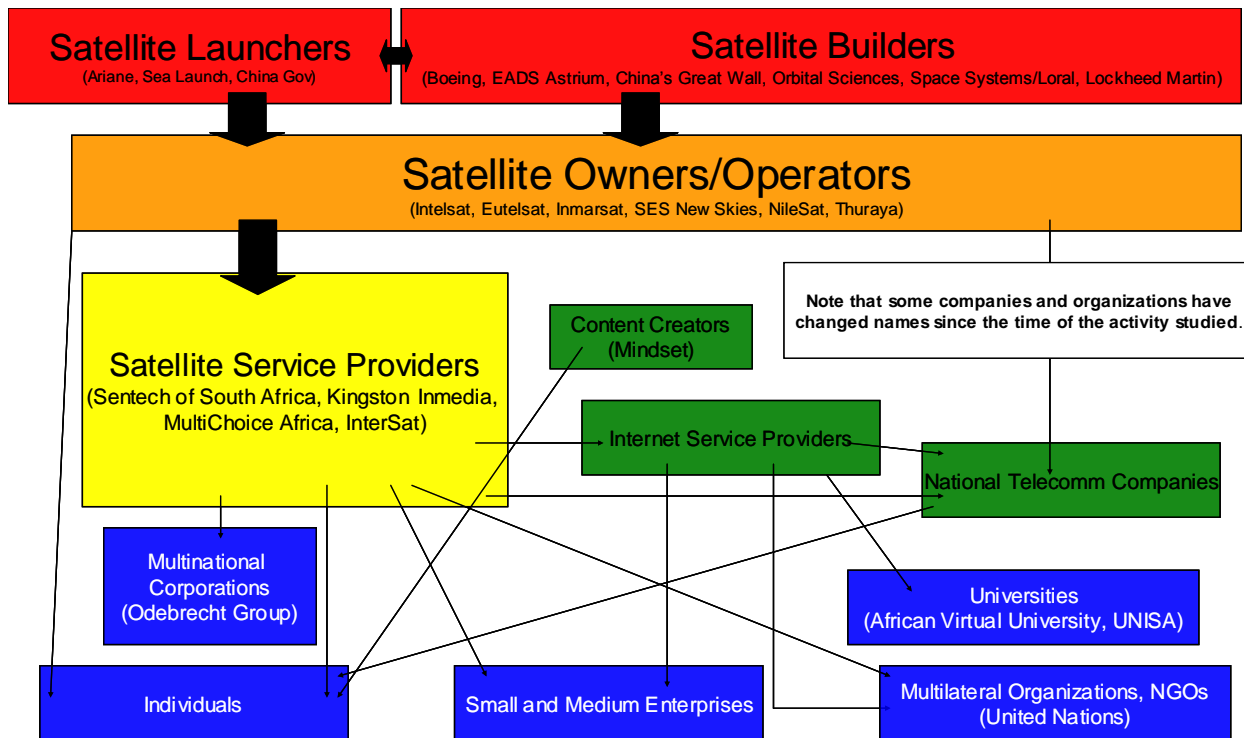 Satellite Launchers
(Ariane, Sea Launch, China Gov)
Satellite Builders
(Boeing, EADS Astrium, China's Great Wall, Orbital Sciences, Space Systems/Loral, Lockheed Martin)
Satellite Owners/Operators
(Intelsat, Eutelsat, Inmarsat, SES New Skies, NileSat, Thuraya)
Note that some companies and organizations have
changed names since the time of the activity studied.
Content Creators
(Mindset)
Satellite Service Providers
(Sentech of South Africa, Kingston Inmedia,
MultiChoice Africa, InterSat)
Internet Service Providers
National Telecomm Companies
Multinational
Corporations
(Odebrecht Group)
Universities
(African Virtual University, UNISA)
Individuals
Small and Medium Enterprises
Multilateral Organizations, NGOs
(United Nations)